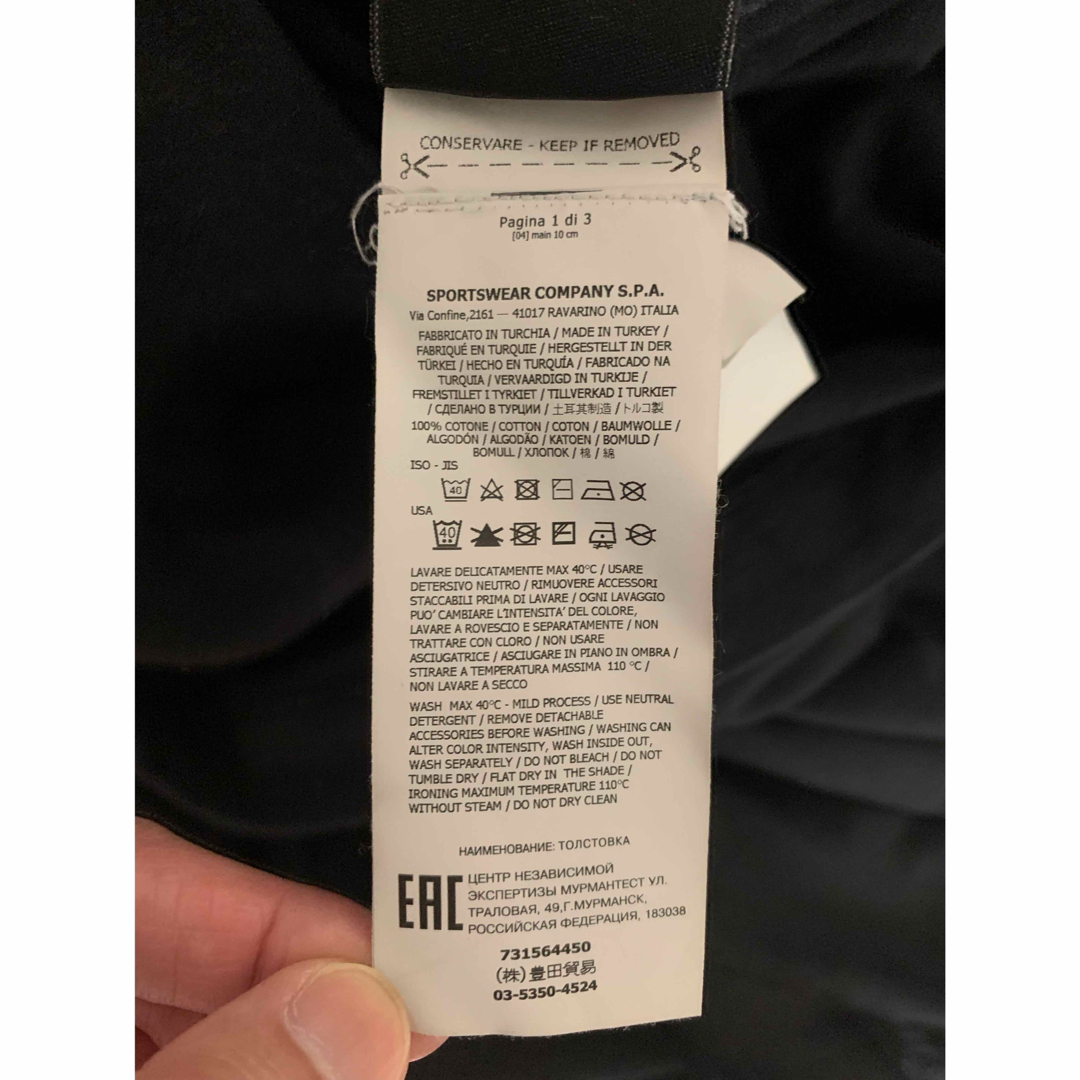 CONSERVARE - KEEP IF REMOVED
Pagina 1 di 3
[04] main 10 cm
SPORTSWEAR COMPANY S.P.A.
Via Confine,2161 — 41017 RAVARINO (MO) ITALIA
FABBRICATO IN TURCHIA / MADE IN TURKEY /
FABRIQUÉ EN TURQUIE / HERGESTELLT IN DER
TÜRKEI / HECHO EN TURQUÍA / FABRICADO NA
TURQUIA / VERVAARDIGD IN TURKIJE /
FREMSTILLET I TYRKIET / TILLVERKAD I TURKIET
/ СДЕЛАНО В ТУРЦИИ / 土耳其制造 / トルコ製
100% COTONE / COTTON / COTON / BAUMWOLLE /
ALGODÓN / ALGODÃO / KATOEN / BOMULD /
BOMULL / ХЛОПОК / 棉 / 綿
ISO - JIS
40
USA
40
LAVARE DELICATAMENTE MAX 40°C / USARE
DETERSIVO NEUTRO / RIMUOVERE ACCESSORI
STACCABILI PRIMA DI LAVARE / OGNI LAVAGGIO
PUO' CAMBIARE L'INTENSITA' DEL COLORE,
LAVARE A ROVESCIO E SEPARATAMENTE / NON
TRATTARE CON CLORO / NON USARE
ASCIUGATRICE / ASCIUGARE IN PIANO IN OMBRA /
STIRARE A TEMPERATURA MASSIMA 110 °C /
NON LAVARE A SECCO
WASH MAX 40°C - MILD PROCESS / USE NEUTRAL
DETERGENT / REMOVE DETACHABLE
ACCESSORIES BEFORE WASHING / WASHING CAN
ALTER COLOR INTENSITY, WASH INSIDE OUT,
WASH SEPARATELY / DO NOT BLEACH / DO NOT
TUMBLE DRY / FLAT DRY IN THE SHADE /
IRONING MAXIMUM TEMPERATURE 110°C
WITHOUT STEAM / DO NOT DRY CLEAN
НАИМЕНОВАНИЕ: ТОЛСТОВКА
EAC
ЦЕНТР НЕЗАВИСИМОЙ
ЭКСПЕРТИЗЫ МУРМАНТЕСТ УЛ.
ТРАЛОВАЯ, 49,Г.МУРМАНСК,
РОССИЙСКАЯ ФЕДЕРАЦИЯ, 183038
731564450
(株)豊田貿易
03-5350-4524